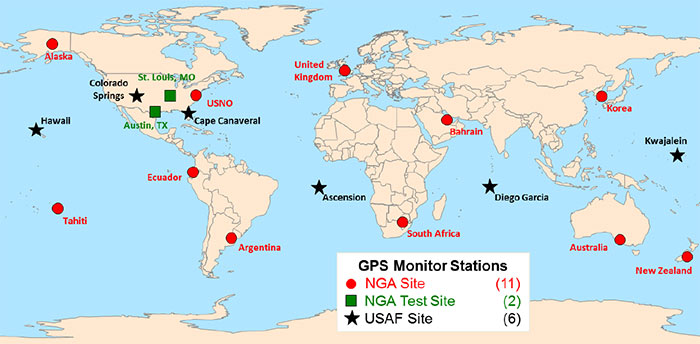 Alaska
St. Louis, MO
United
Kingdom
Colorado
Springs
USNO
Korea
Hawaii
Austin, TX
Cape Canaveral
Bahrain
Kwajalein
Ecuador
Ascension
Diego Garcia
Tahiti
Argentina
South Africa
Australia
New Zealand
GPS Monitor Stations
NGA Site (11)
NGA Test Site (2)
USAF Site (6)